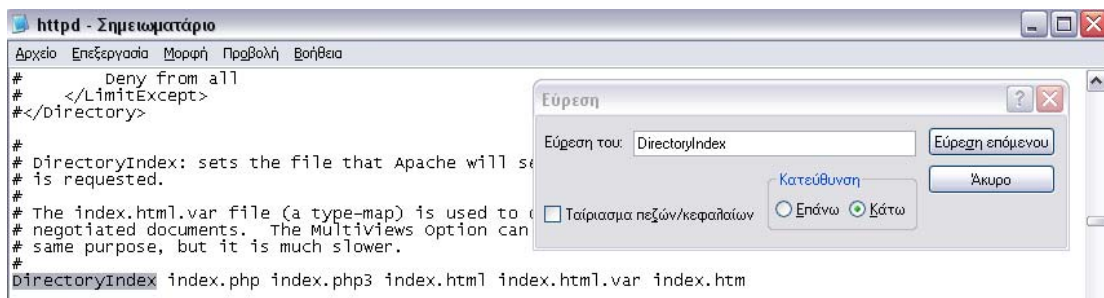 httpd - Σημειωματάριο
Αρχείο Επεξεργασία Μορφή Προβολή Βοήθεια
#        Deny from all
#    </LimitExcept>
#</Directory>
#
# DirectoryIndex: sets the file that Apache will se
# is requested.
#
# The index.html.var file (a type-map) is used to
# negotiated documents.  The MultiViews Option can
# same purpose, but it is much slower.
#
DirectoryIndex index.php index.php3 index.html index.html.var index.htm
Εύρεση
Εύρεση του: DirectoryIndex
Εύρεση επόμενου
Άκυρο
Κατεύθυνση
Επάνω Κάτω
Ταίριασμα πεζών/κεφαλαίων